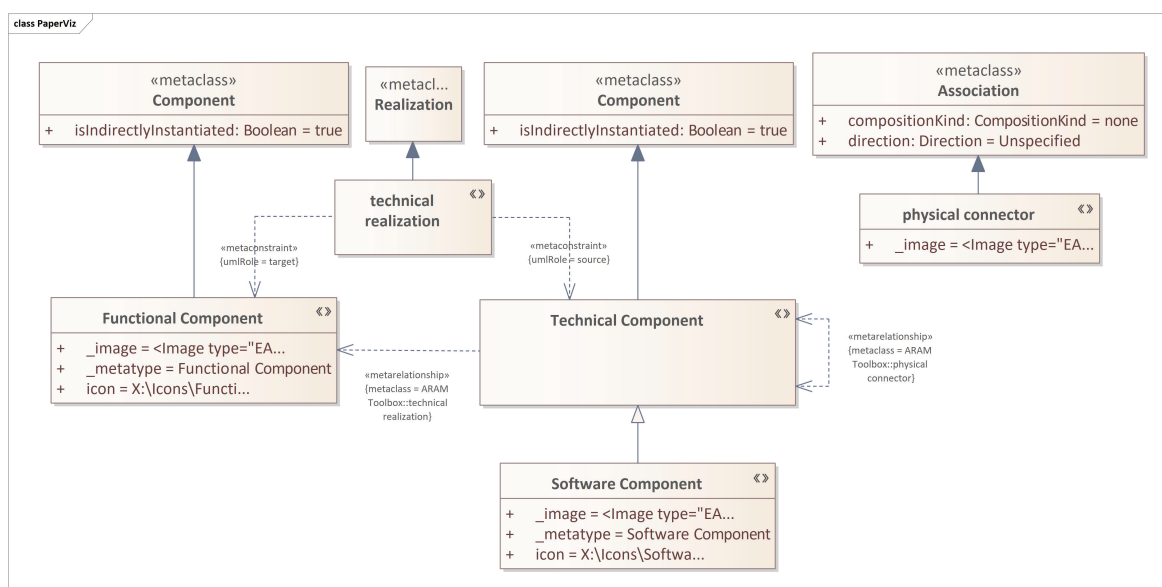 class PaperViz
«metaclass»
Component
+ isIndirectlyInstantiated: Boolean = true
«metacl...
Realization
«metaclass»
Component
+ isIndirectlyInstantiated: Boolean = true
«metaclass»
Association
+ compositionKind: CompositionKind = none
+ direction: Direction = Unspecified
technical
realization
«»
physical connector
«»
+ _image = <Image type="EA...
«metaconstraint»
{umlRole = target}
«metaconstraint»
{umlRole = source}
Functional Component
«»
+ _image = <Image type="EA...
+ _metatype = Functional Component
+ icon = X:\Icons\Functi...
Technical Component
«»
«metarelationship»
{metaclass = ARAM
Toolbox::physical
connector}
«metarelationship»
{metaclass = ARAM
Toolbox::technical
realization}
Software Component
«»
+ _image = <Image type="EA...
+ _metatype = Software Component
+ icon = X:\Icons\Softwa...